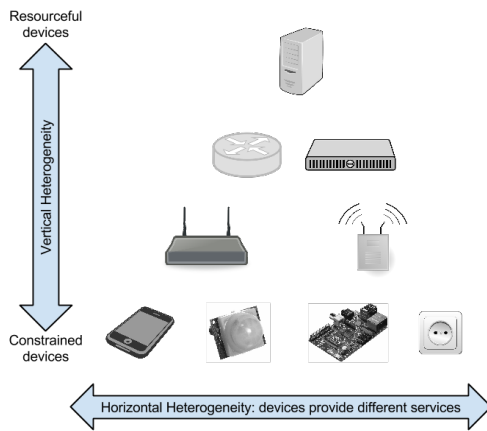 Resourceful
devices
Vertical Heterogeneity
Constrained
devices
Horizontal Heterogeneity: devices provide different services